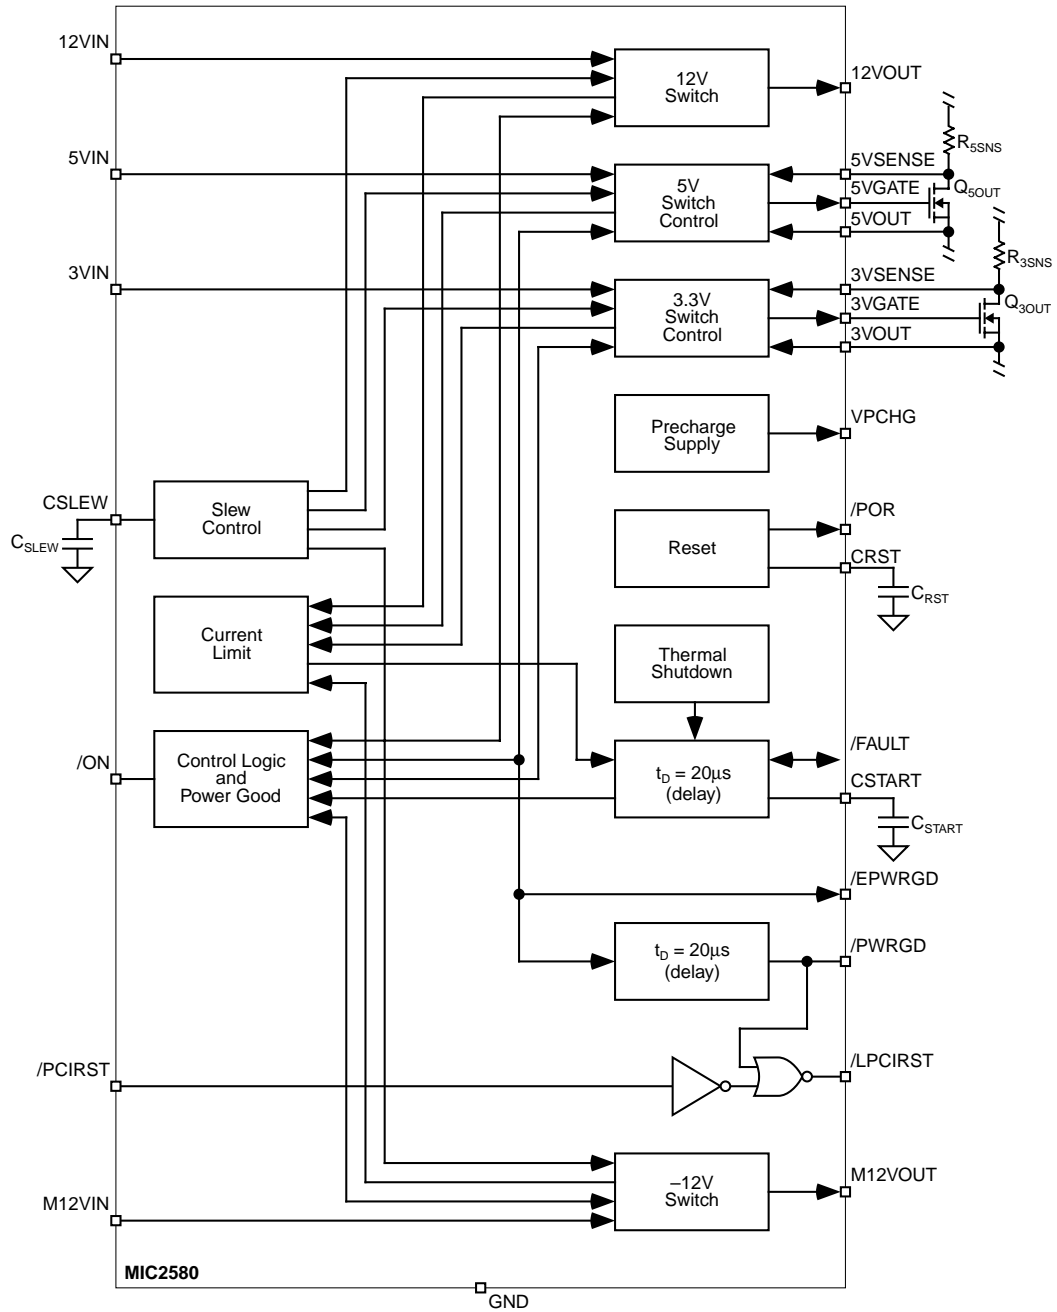 12VIN
12V
Switch
12VOUT
R5SNS
5VIN
5V
Switch
Control
5VSENSE
5VGATE
Q5OUT
5VOUT
R3SNS
3VIN
3.3V
Switch
Control
3VSENSE
3VGATE
Q3OUT
3VOUT
Precharge
Supply
VPCHG
CSLEW
CSLEW
Slew
Control
Reset
/POR
CRST
CRST
Current
Limit
Thermal
Shutdown
/ON
Control Logic
and
Power Good
tD = 20µs
(delay)
/FAULT
CSTART
CSTART
/EPWRGD
tD = 20µs
(delay)
/PWRGD
/PCIRST
/LPCIRST
M12VIN
–12V
Switch
M12VOUT
MIC2580
GND